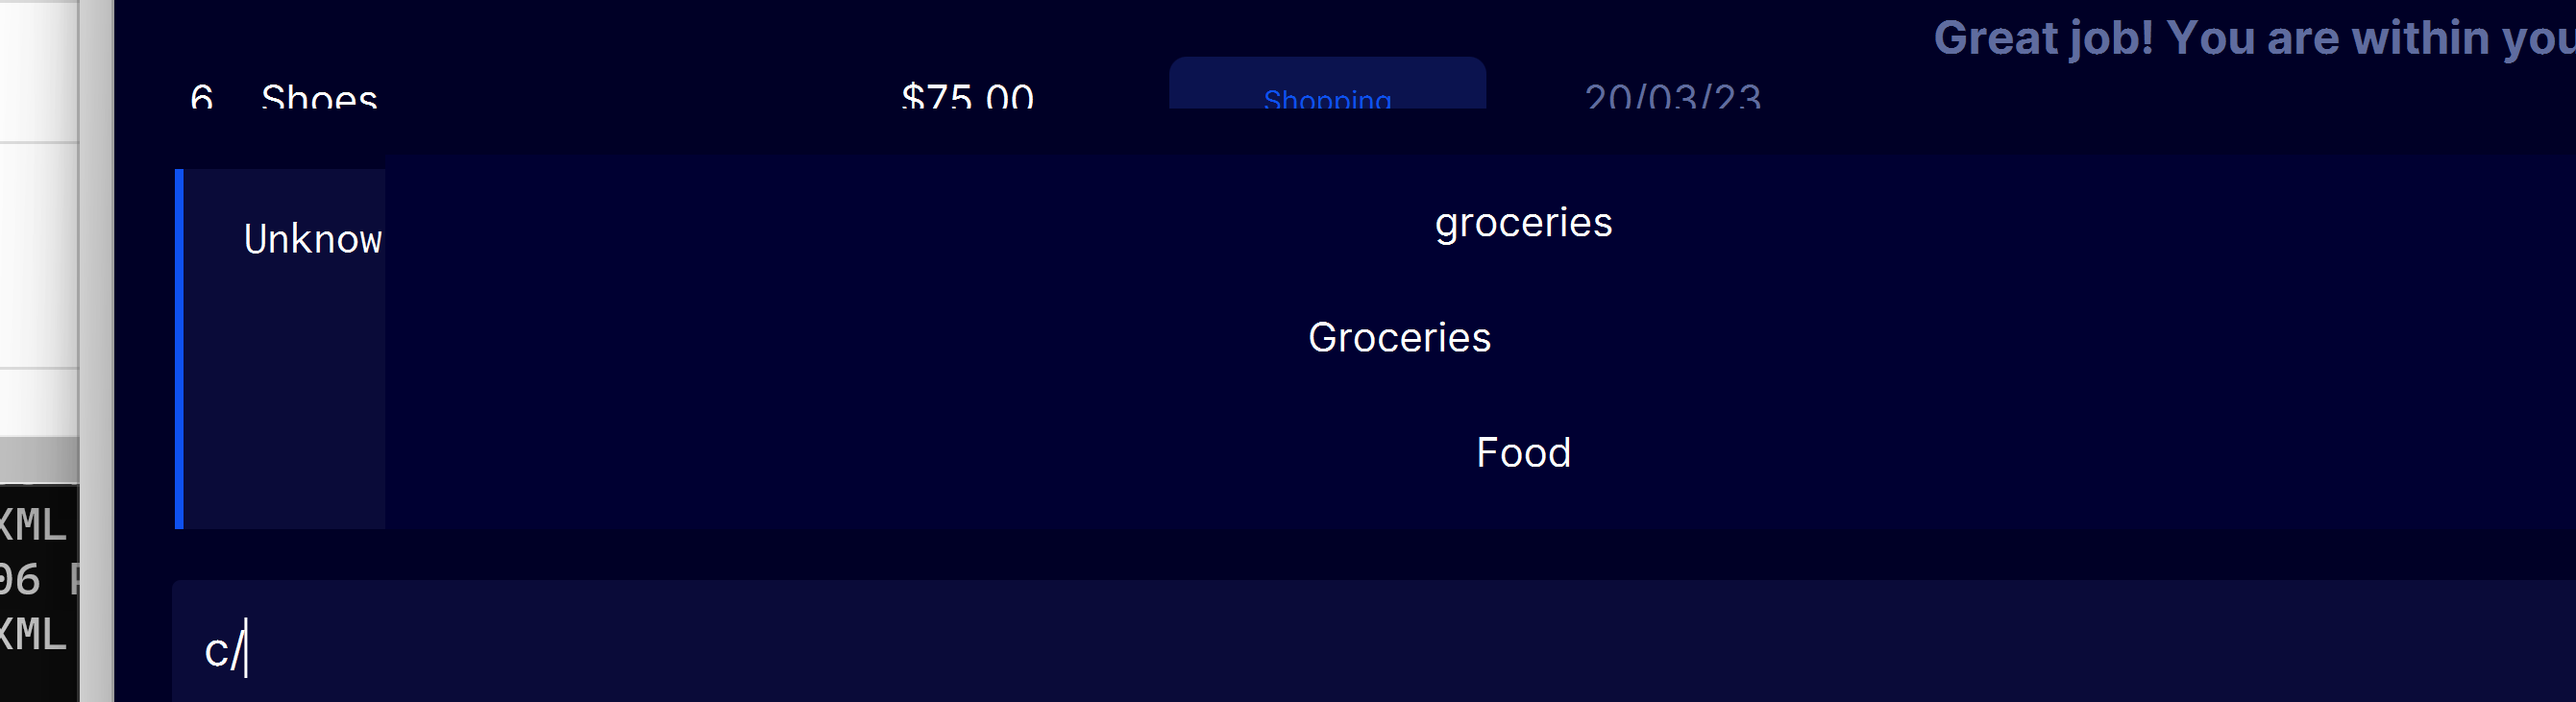 Great job! You are within you
6 Shoes $75.00 Shopping 20/03/23
Unknow
groceries
Groceries
Food
XML
06
XML
c/